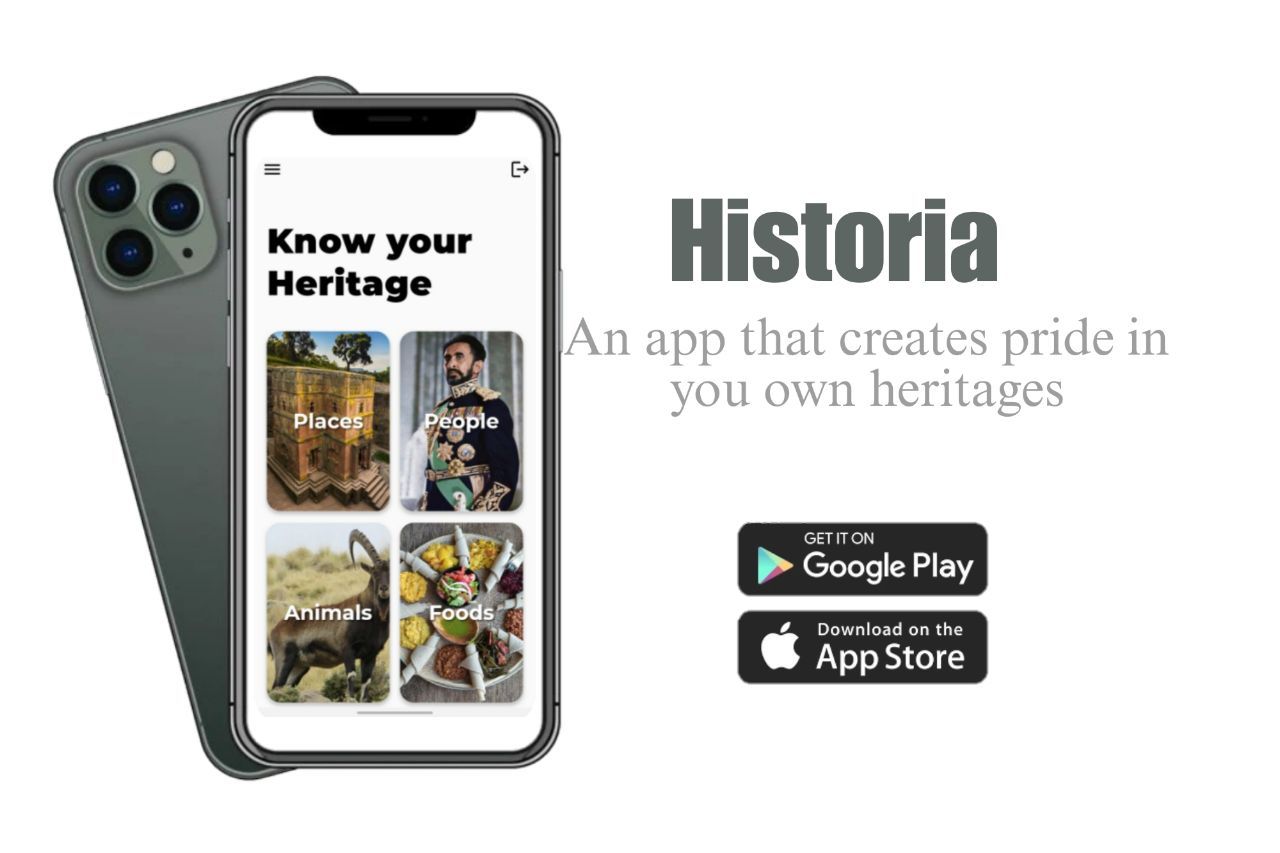 Know your
Heritage
Places
People
Animals
Foods
Historia
An app that creates pride in
you own heritages
GET IT ON
Google Play
Download on the
App Store